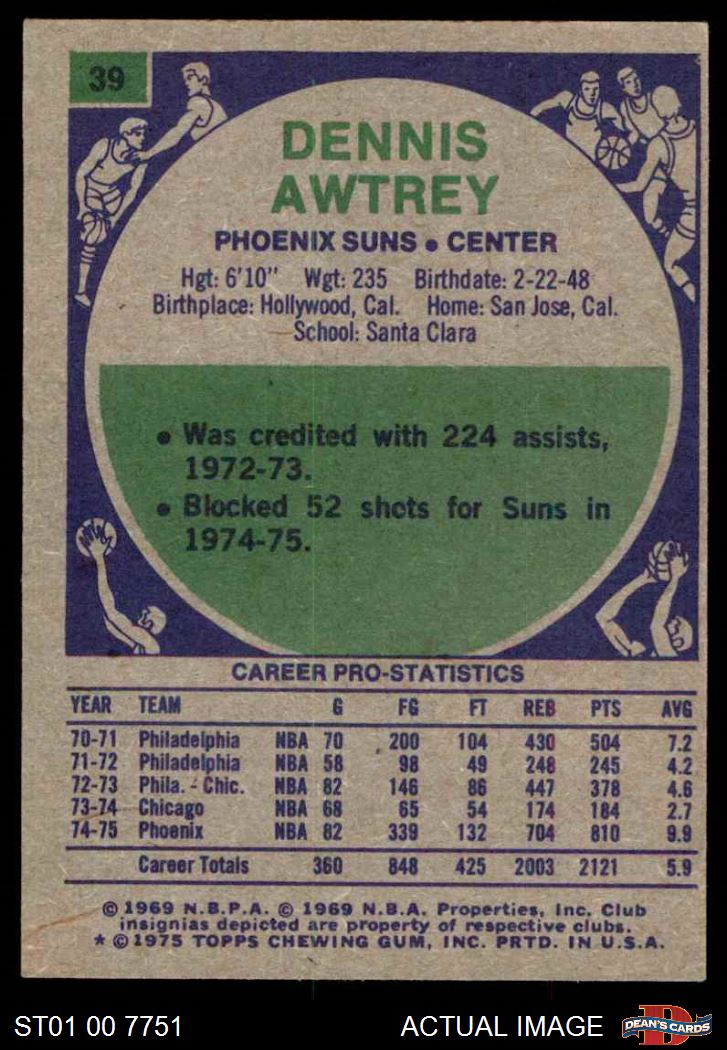 39
DENNIS
AWTREY
PHOENIX SUNS • CENTER
Hgt: 6'10" Wgt: 235 Birthdate: 2-22-48
Birthplace: Hollywood, Cal. Home: San Jose, Cal.
School: Santa Clara
• Was credited with 224 assists,
1972-73.
• Blocked 52 shots for Suns in
1974-75.
CAREER PRO-STATISTICS
YEAR TEAM G FG FT REB PTS AVG
70-71 Philadelphia NBA 70 200 104 430 504 7.2
71-72 Philadelphia NBA 58 98 49 248 245 4.2
72-73 Phila. - Chic. NBA 82 146 86 447 378 4.6
73-74 Chicago NBA 68 65 54 174 184 2.7
74-75 Phoenix NBA 82 339 132 704 810 9.9
Career Totals 360 848 425 2003 2121 5.9
© 1969 N.B.P.A. © 1969 N.B.A. Properties, Inc. Club
insignias depicted are property of respective clubs.
* © 1975 TOPPS CHEWING GUM, INC. PRTD. IN U.S.A.
ST01 00 7751 ACTUAL IMAGE
D
DEAN'S CARDS